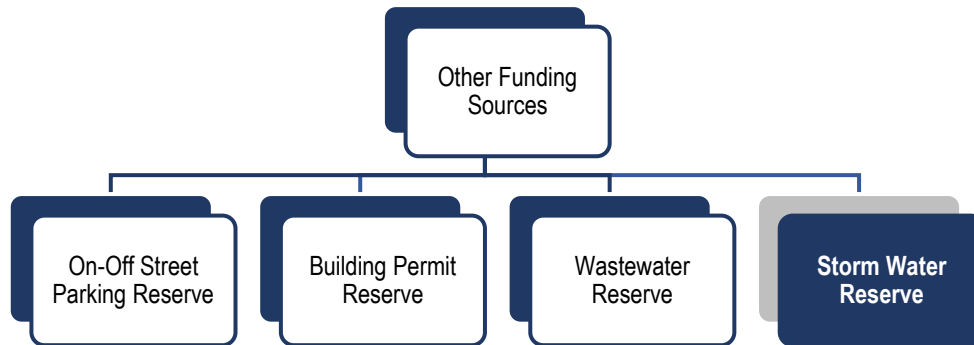 Other Funding
Sources
On-Off Street
Parking Reserve
Building Permit
Reserve
Wastewater
Reserve
Storm Water
Reserve